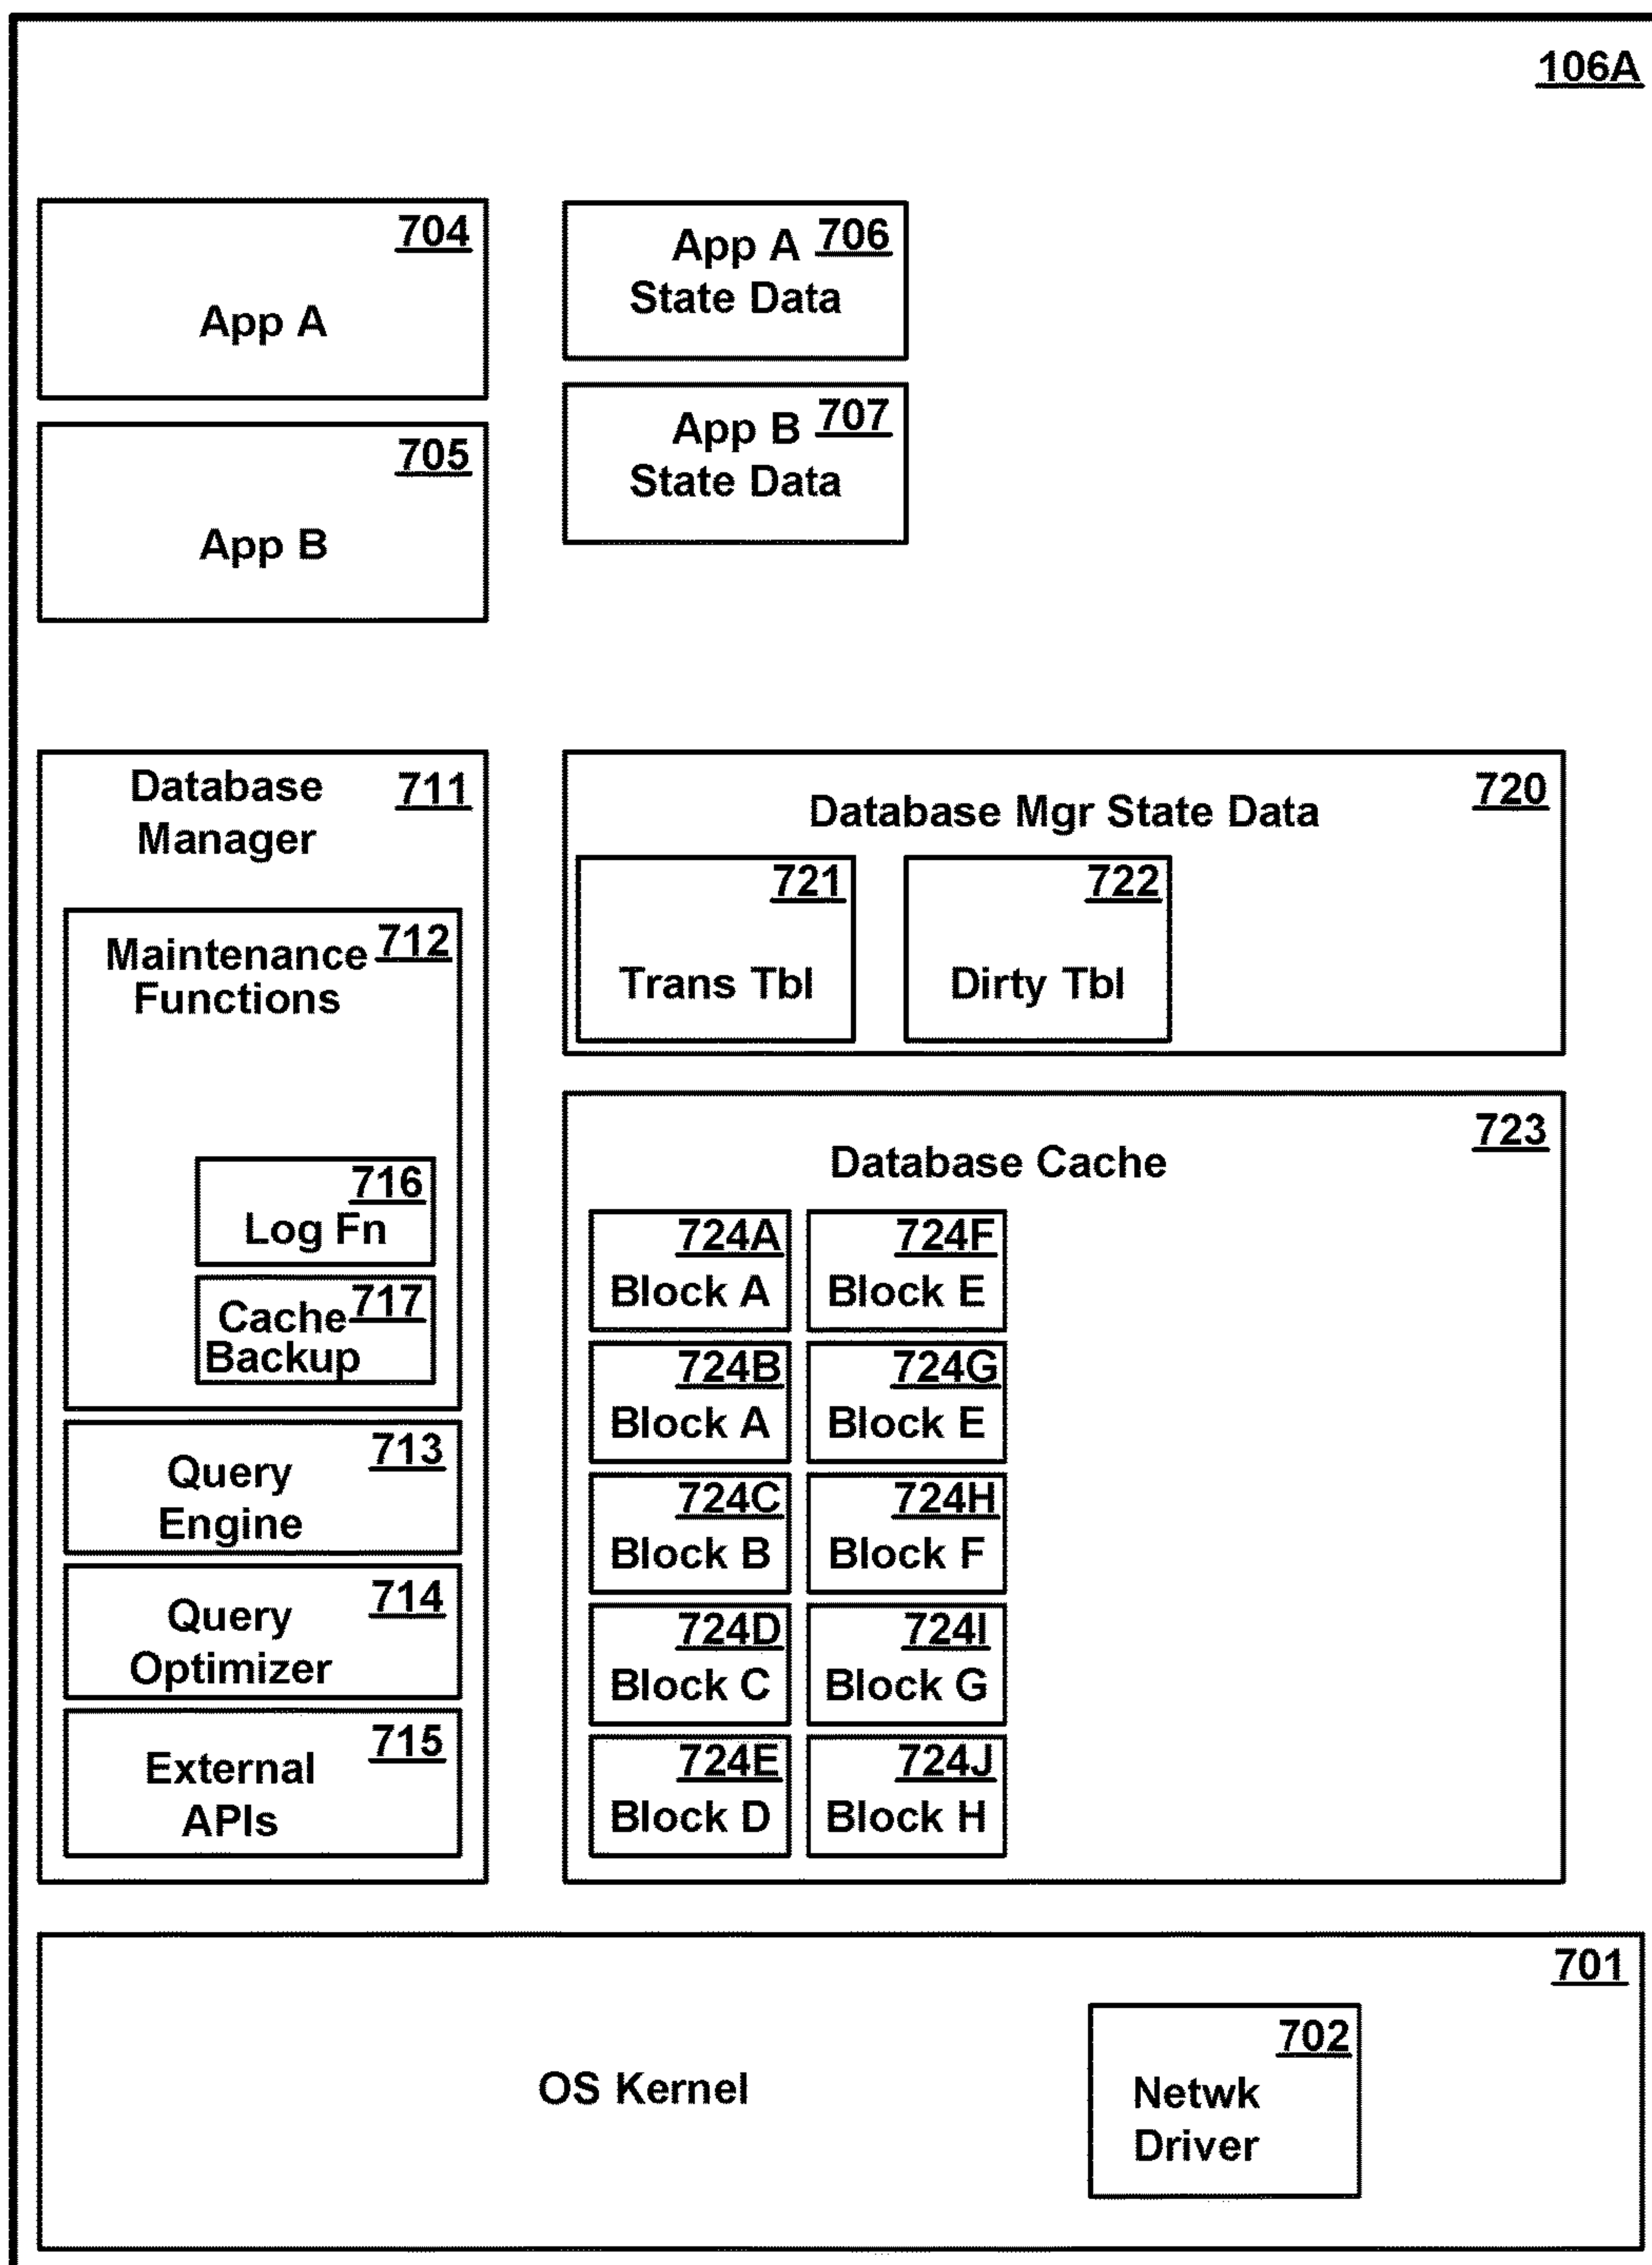 106A
704
App A
706
App A
State Data
705
App B
707
App B
State Data
711
Database
Manager
712
Maintenance
Functions
716
Log Fn
717
Cache
Backup
713
Query
Engine
714
Query
Optimizer
715
External
APIs
720
Database Mgr State Data
721
Trans Tbl
722
Dirty Tbl
723
Database Cache
724A
Block A
724B
Block A
724C
Block B
724D
Block C
724E
Block D
724F
Block E
724G
Block E
724H
Block F
724I
Block G
724J
Block H
701
OS Kernel
702
Netwk
Driver